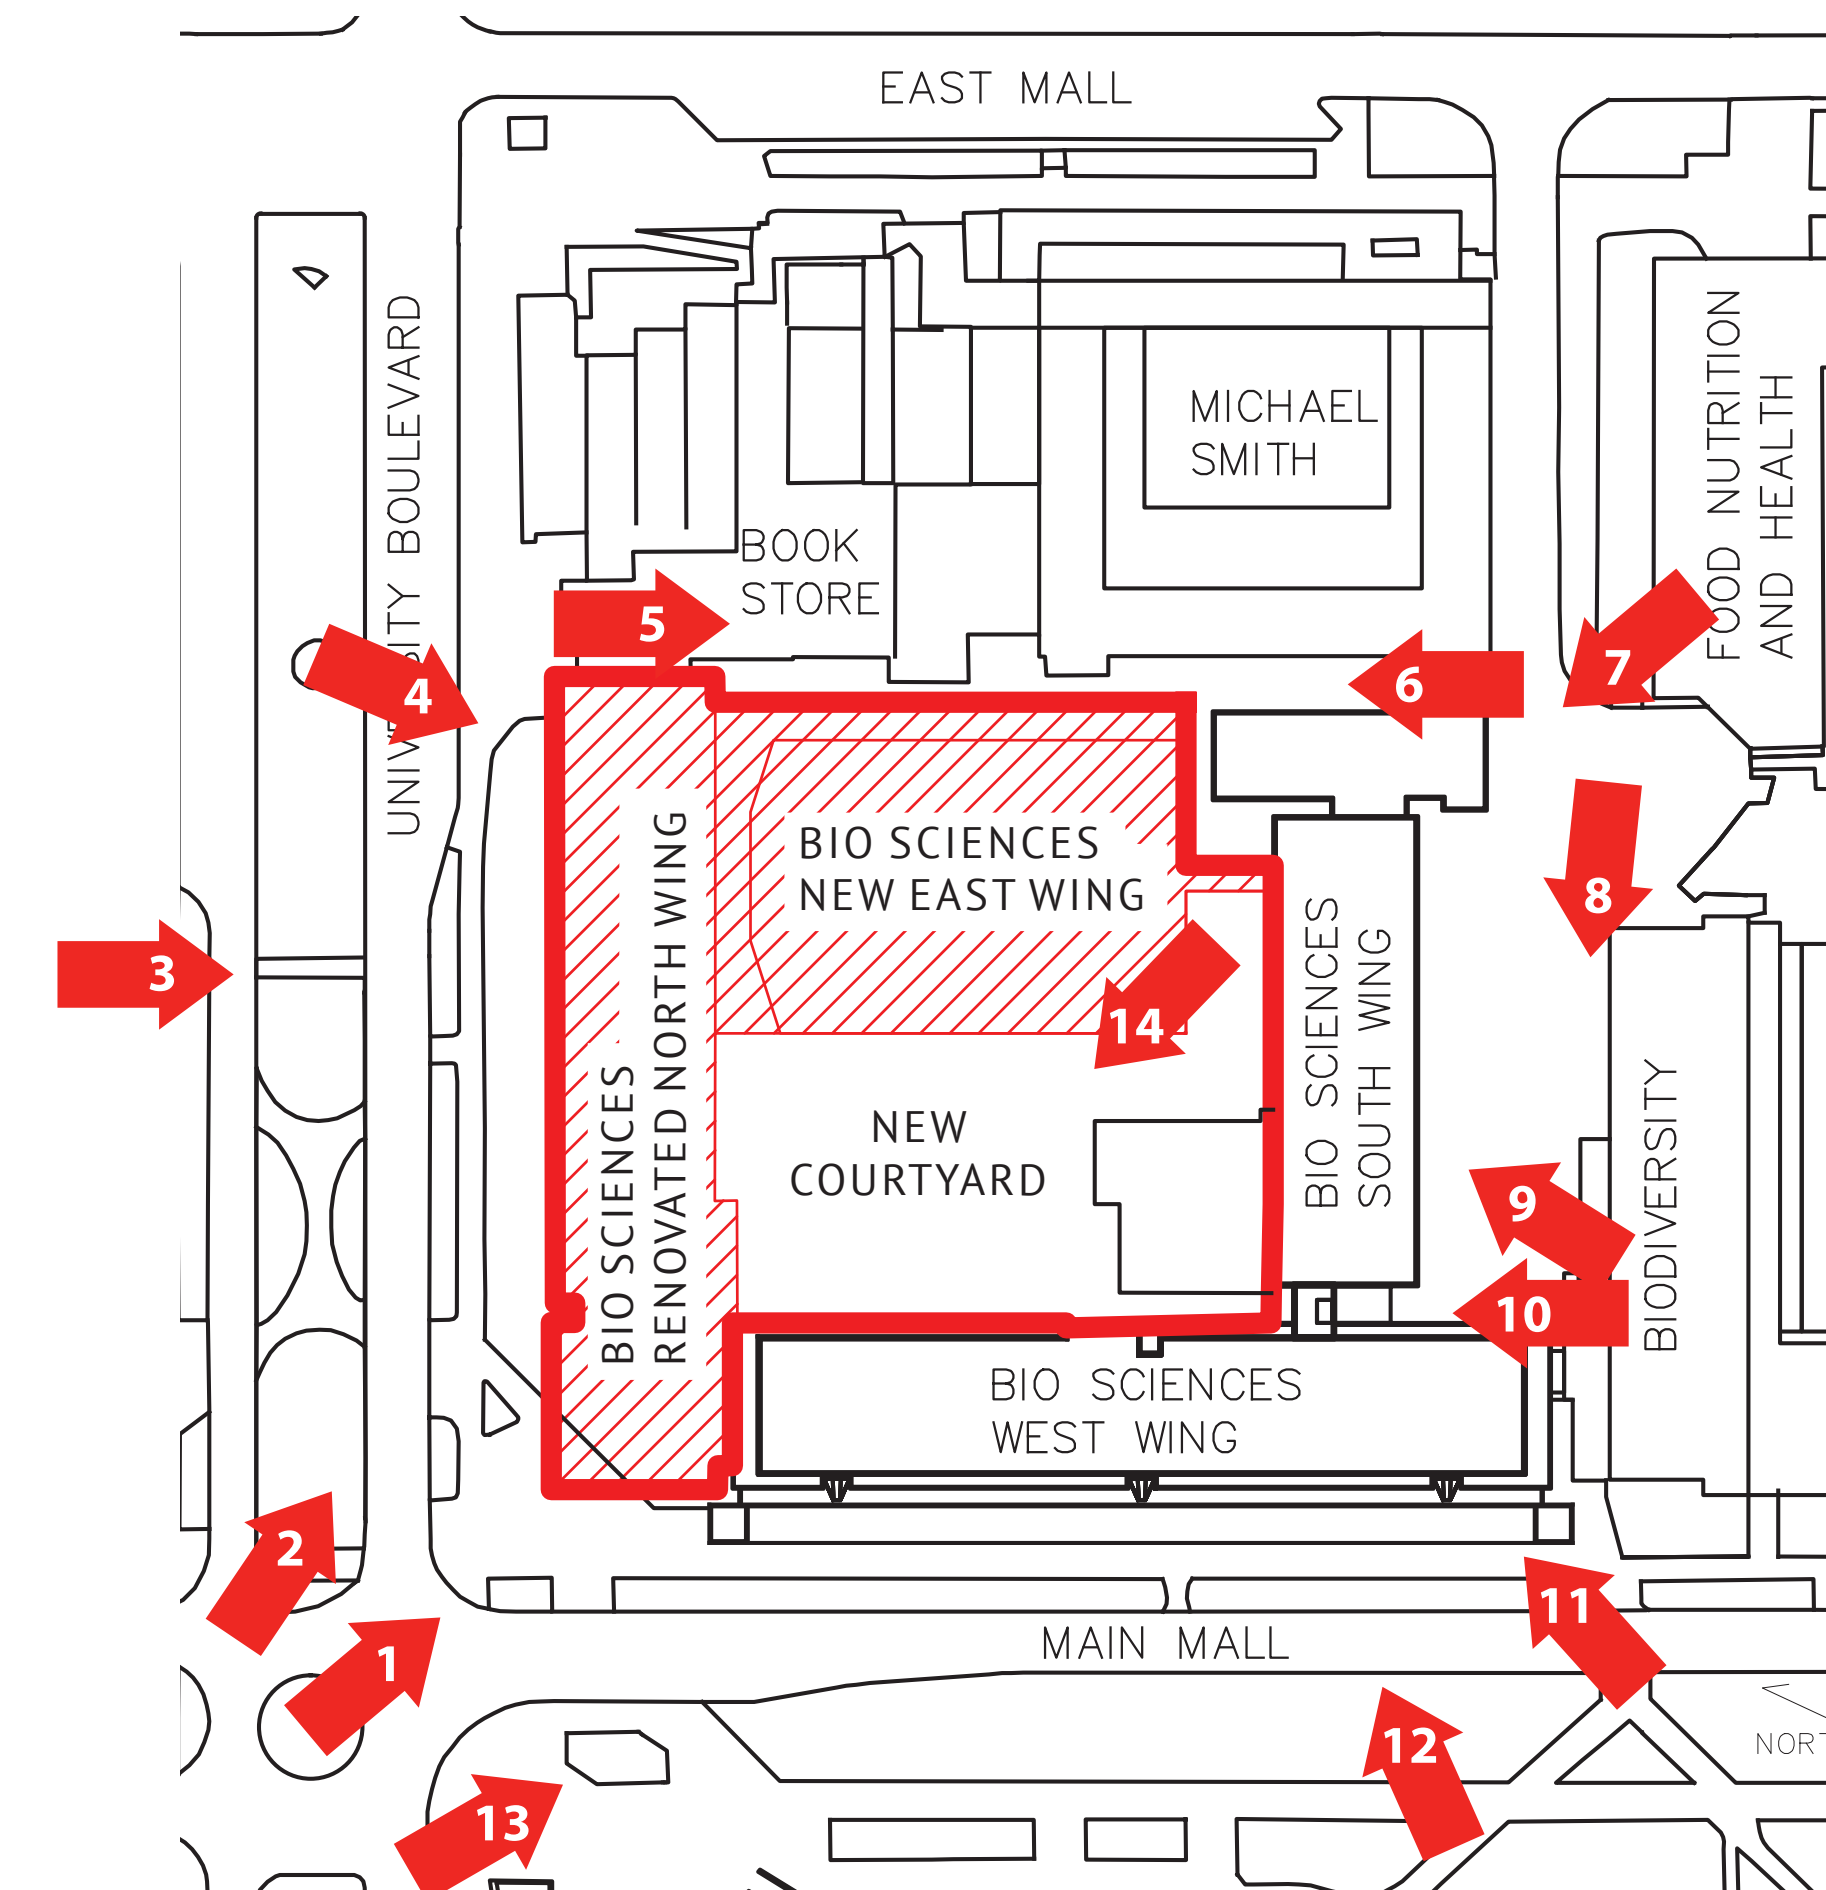 EAST MALL
UNIVERSITY BOULEVARD
MICHAEL
SMITH
FOOD NUTRITION
AND HEALTH
BOOK
STORE
5
4
6
7
8
BIO SCIENCES
NEW EAST WING
BIO SCIENCES
RENOVATED NORTH WING
BIO SCIENCES
SOUTH WING
3
14
NEW
COURTYARD
BIODIVERSITY
9
10
BIO SCIENCES
WEST WING
2
1
11
MAIN MALL
12
NORT
13